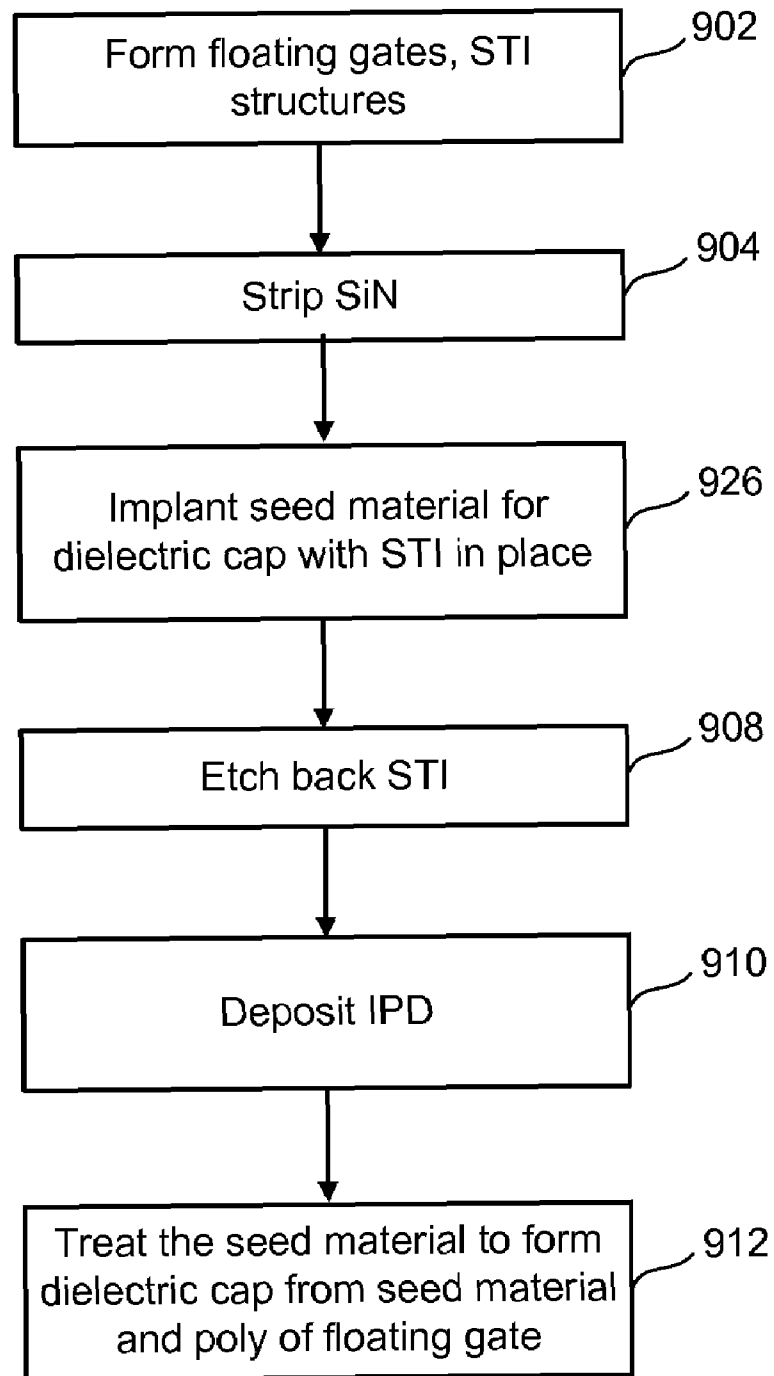 902
Form floating gates, STI
structures
904
Strip SiN
926
Implant seed material for
dielectric cap with STI in place
908
Etch back STI
910
Deposit IPD
912
Treat the seed material to form
dielectric cap from seed material
and poly of floating gate